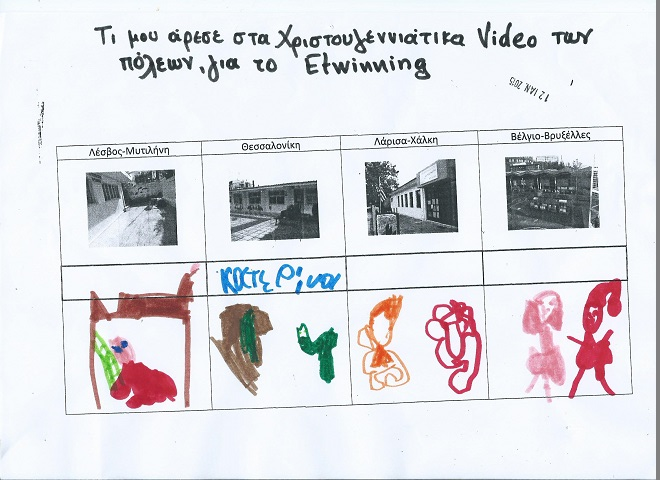 Τι μου άρεσε στα Χριστουγεννιάτικα Video των
πόλεων, για το Etwinning
12 ΙΑΝ. 2015
Λέσβος-Μυτιλήνη Θεσσαλονίκη Λάρισα-Χάλκη Βέλγιο-Βρυξέλλες
Κατερίνα